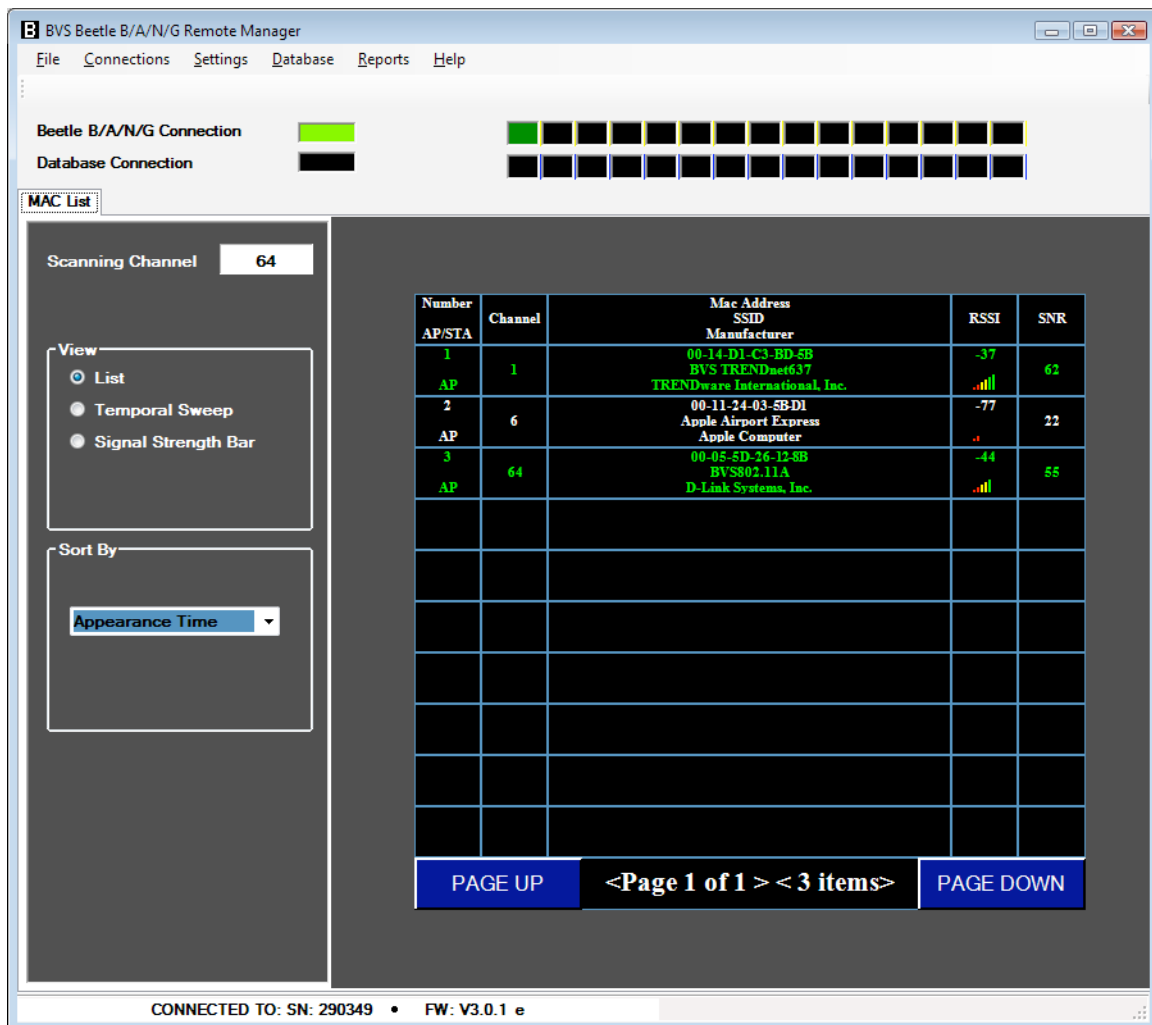 B BVS Beetle B/A/N/G Remote Manager
File Connections Settings Database Reports Help
Beetle B/A/N/G Connection
Database Connection
MAC List
Scanning Channel 64
View
List
Temporal Sweep
Signal Strength Bar
Sort By
Appearance Time
Number
AP/STA
Channel
Mac Address
SSID
Manufacturer
RSSI
SNR
1
AP
1
00-14-D1-C3-BD-5B
BVS TRENDnet637
TRENDware International, Inc.
-37
62
2
AP
6
00-11-24-03-5B-D1
Apple Airport Express
Apple Computer
-77
22
3
AP
64
00-05-5D-26-12-8B
BVS802.11A
D-Link Systems, Inc.
-44
55
PAGE UP <Page 1 of 1 > < 3 items> PAGE DOWN
CONNECTED TO: SN: 290349 • FW: V3.0.1 e